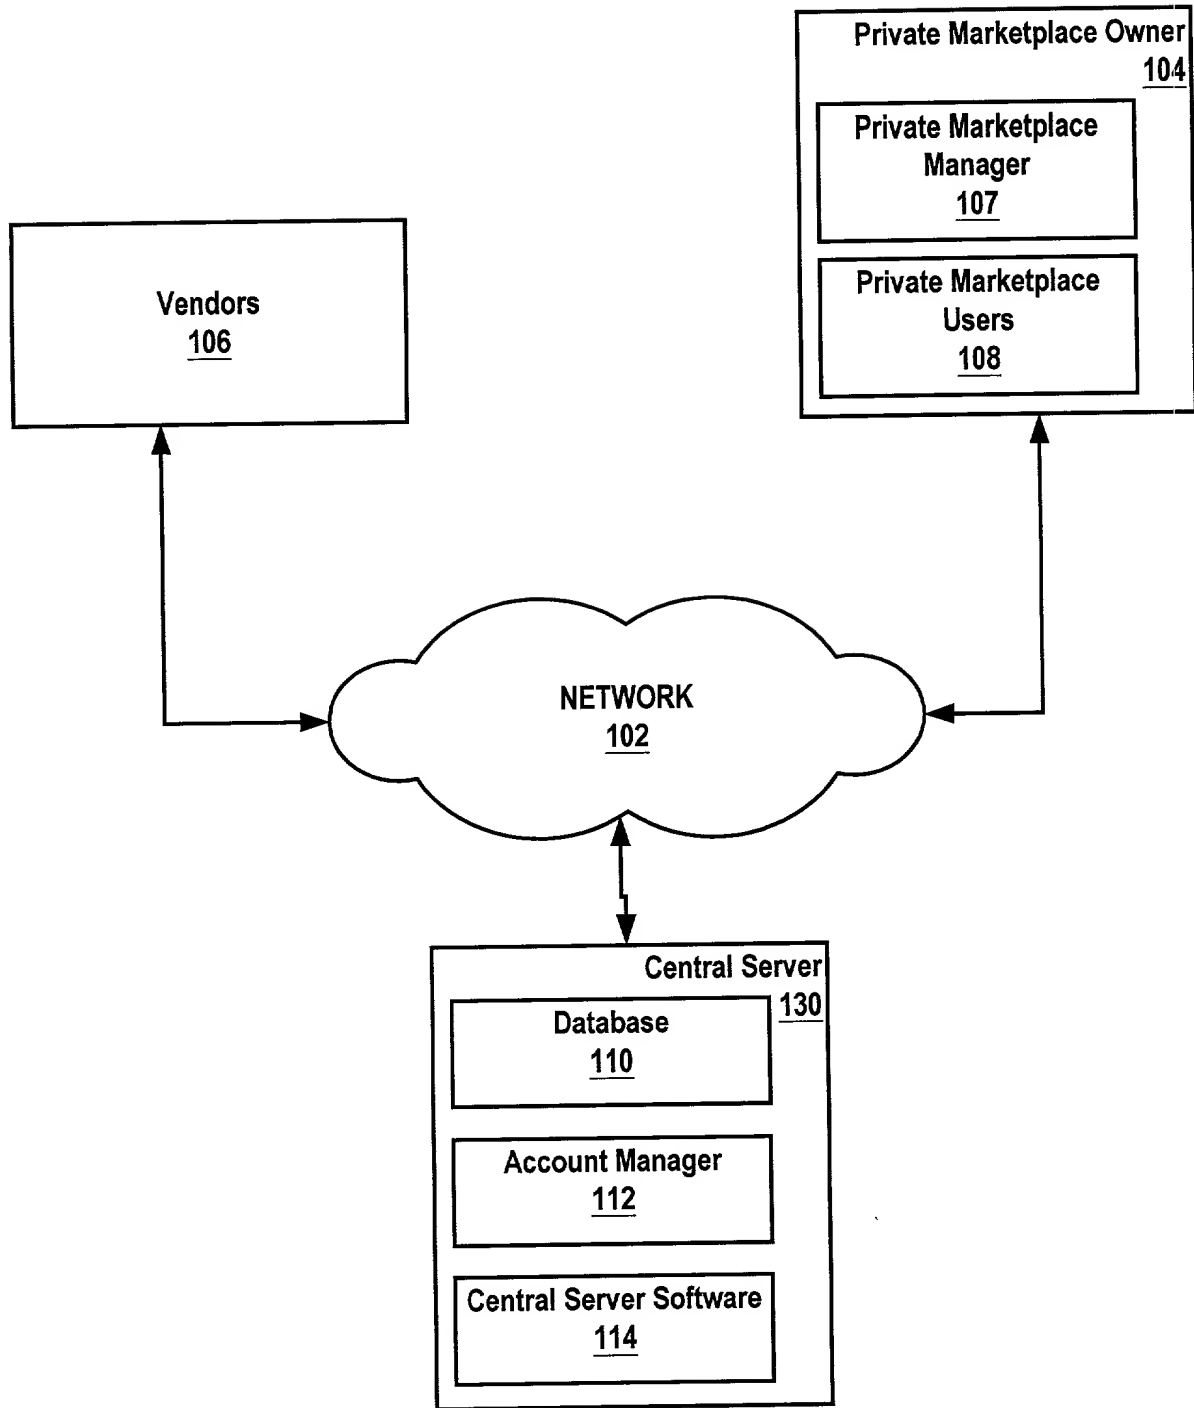 Private Marketplace Owner
104
Private Marketplace
Manager
107
Private Marketplace
Users
108
Vendors
106
NETWORK
102
Central Server
130
Database
110
Account Manager
112
Central Server Software
114